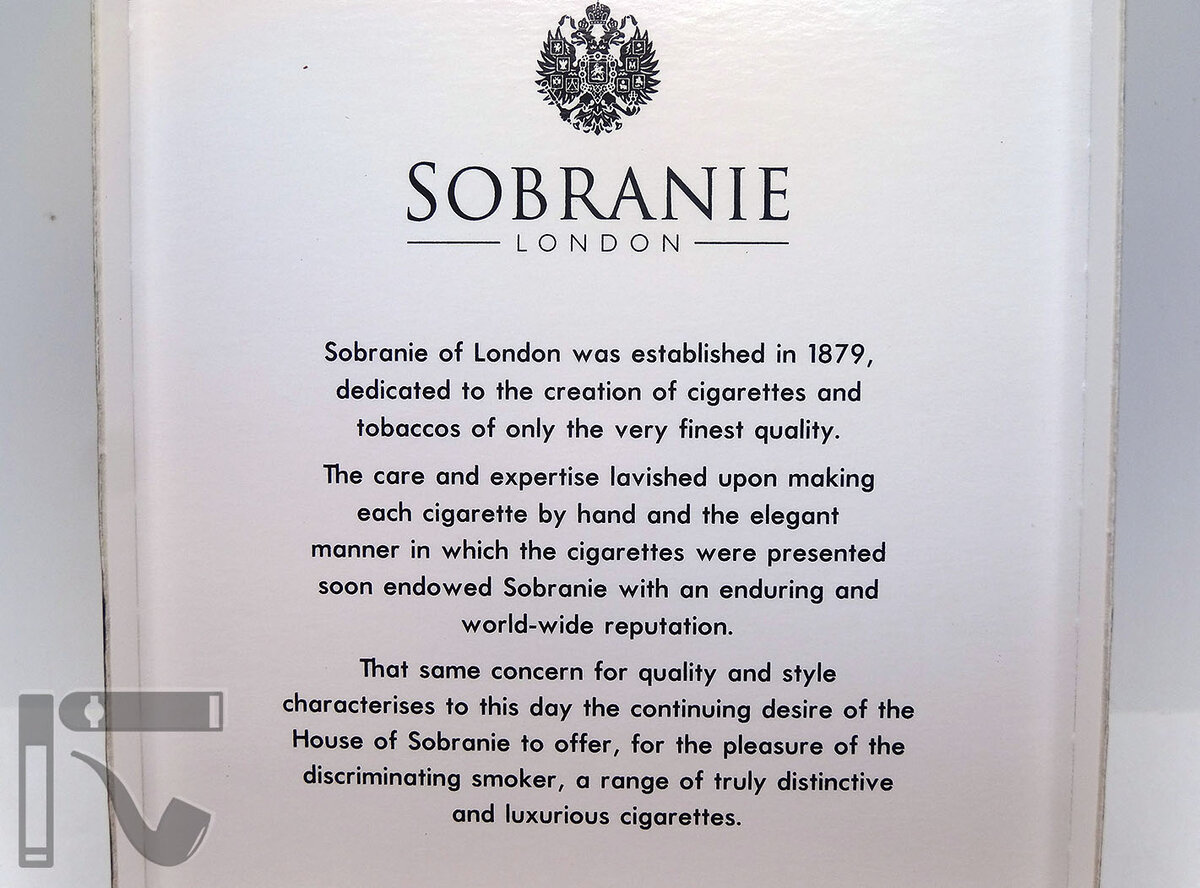 SOBRANIE
LONDON
Sobranie of London was established in 1879,
dedicated to the creation of cigarettes and
tobaccos of only the very finest quality.
The care and expertise lavished upon making
each cigarette by hand and the elegant
manner in which the cigarettes were presented
soon endowed Sobranie with an enduring and
world-wide reputation.
That same concern for quality and style
characterises to this day the continuing desire of the
House of Sobranie to offer, for the pleasure of the
discriminating smoker, a range of truly distinctive
and luxurious cigarettes.